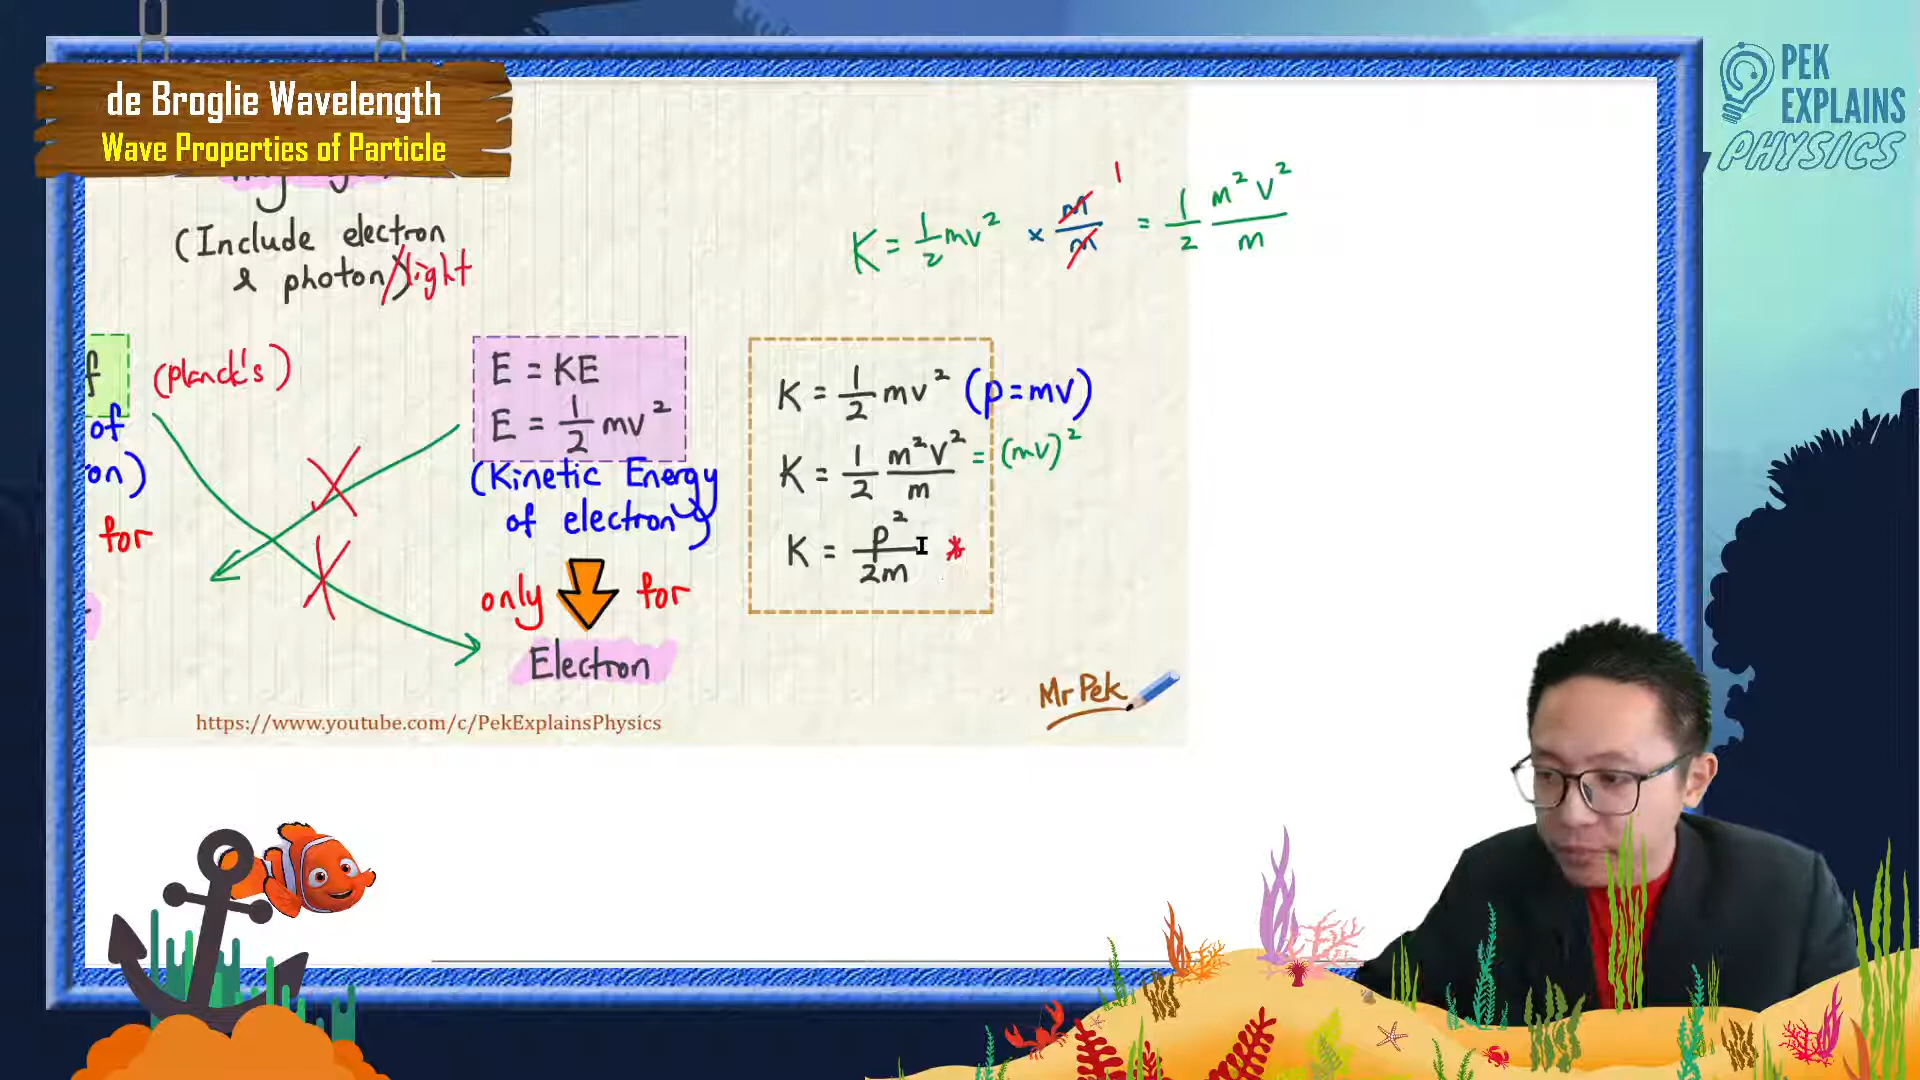 de Broglie Wavelength
Wave Properties of Particle
PEK
EXPLAINS
PHYSICS
(Include electron
& photon)/light
K = 1/2 mv² × m/m 1 = 1/2 m²v²/m
f (Planck's)
of
on)
for
E = KE
E = 1/2 mv²
(Kinetic Energy
of electron)
only for
Electron
K = 1/2 mv² (p=mv)
K = 1/2 m²v²/m = (mv)²
K = p²/2m *
Mr Pek
https://www.youtube.com/c/PekExplainsPhysics